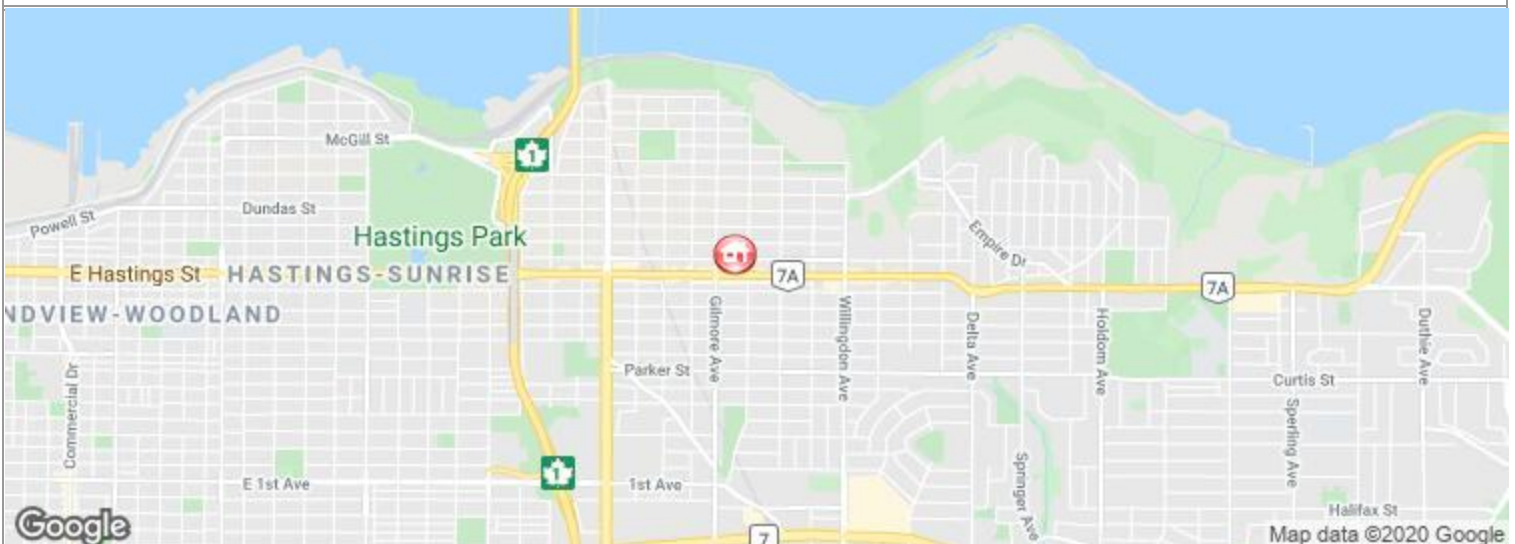 McGill St
1
Powell St
Dundas St
Hastings Park
Empire Dr
E Hastings St
HASTINGS-SUNRISE
7A
7A
NDVIEW-WOODLAND
Gilmore Ave
Willingdon Ave
Delta Ave
Holdom Ave
Duthie Ave
Commercial Dr
Parker St
Curtis St
Sperling Ave
1
E 1st Ave
1st Ave
Springer Ave
Halifax St
Google
7
Map data ©2020 Google